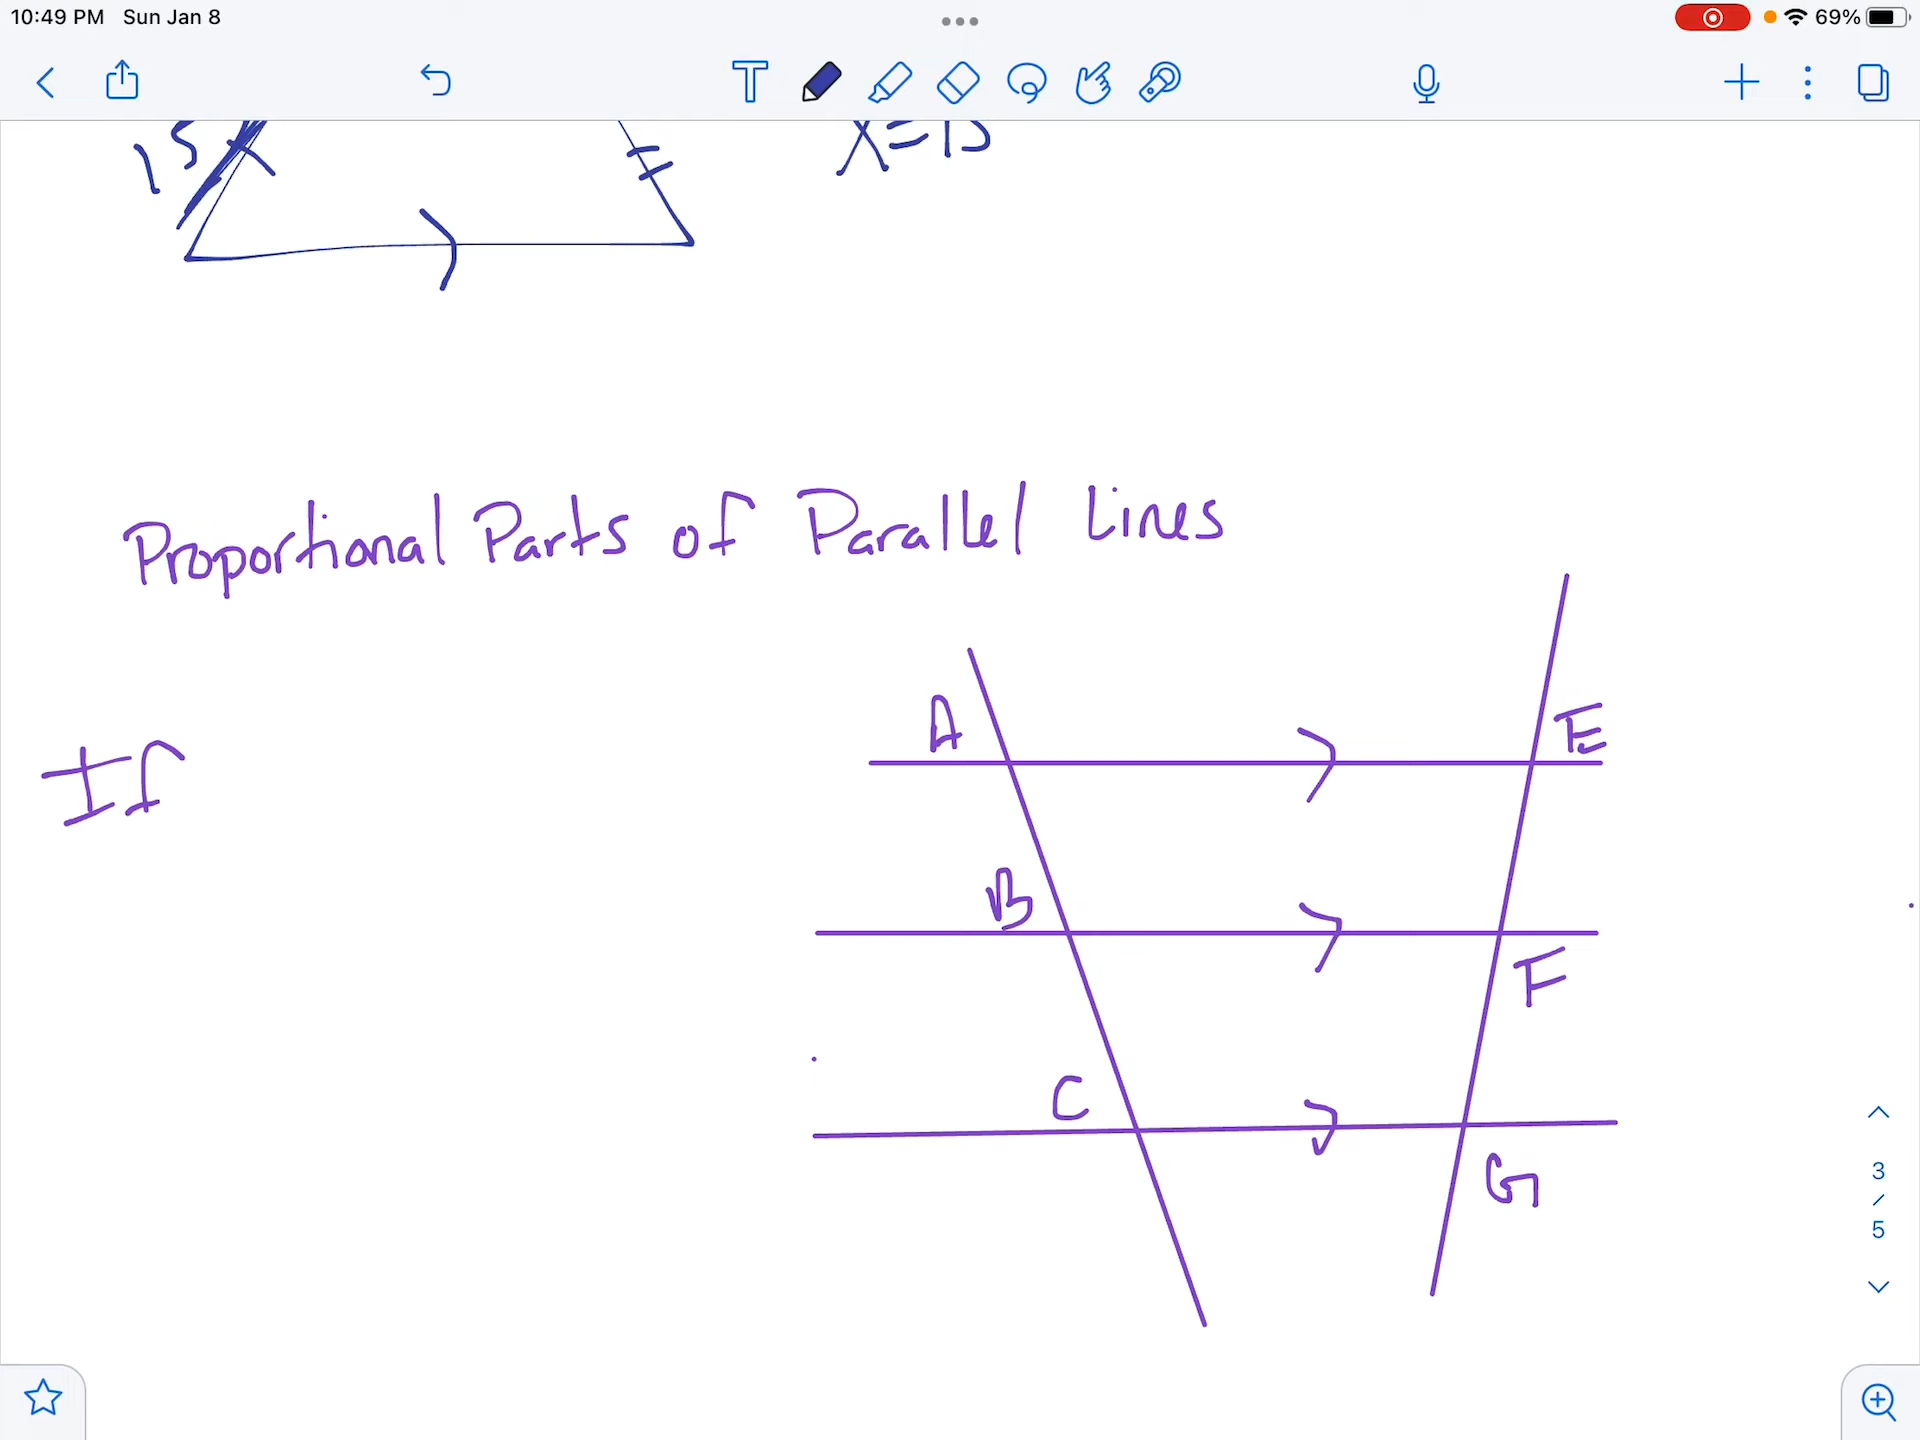 10:49 PM Sun Jan 8
69%
T
15
x=15
Proportional Parts of Parallel Lines
If
A
E
B
F
C
G
3
/
5